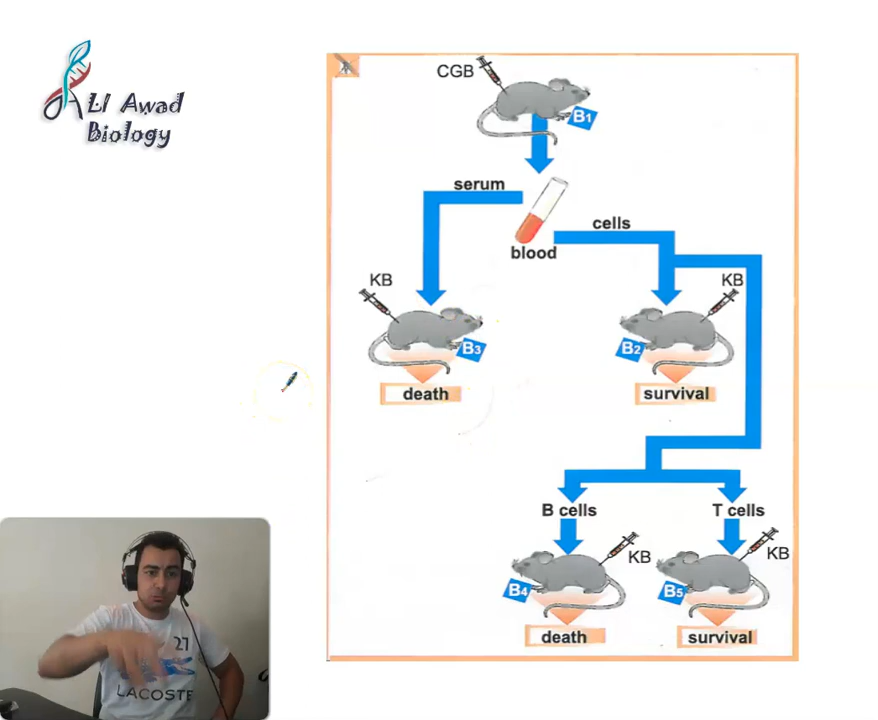 ALI Awad
Biology
CGB
B1
serum
cells
blood
KB
KB
B3
B2
death
survival
B cells
T cells
KB
KB
B4
B5
death
survival
27
LACOSTE